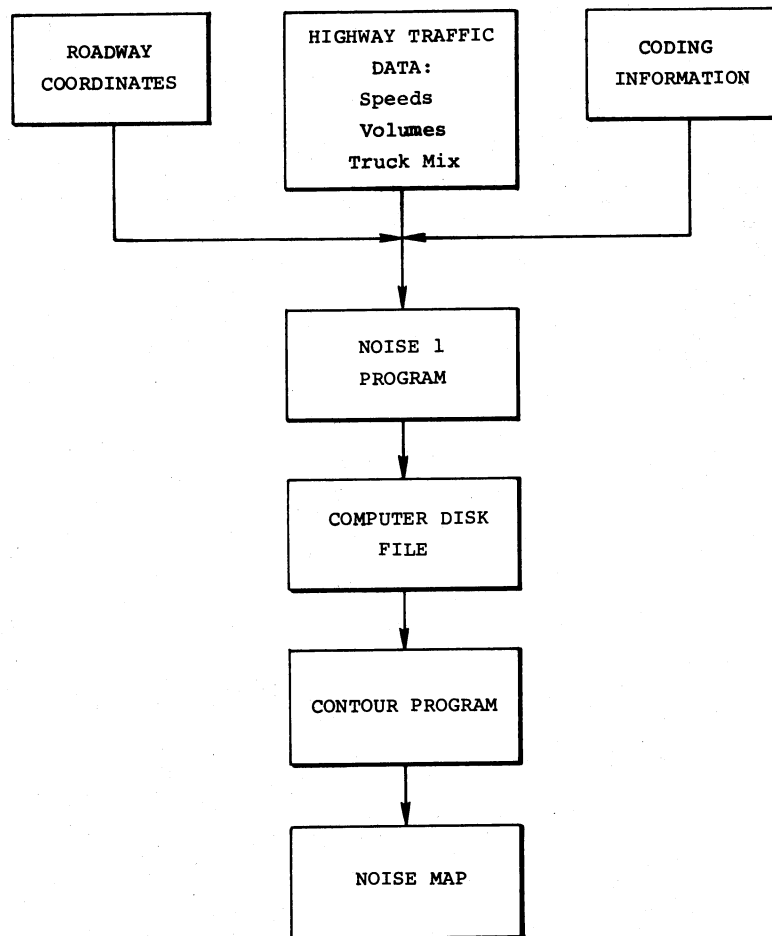 ROADWAY
COORDINATES
HIGHWAY TRAFFIC
DATA:
Speeds
Volumes
Truck Mix
CODING
INFORMATION
NOISE 1
PROGRAM
COMPUTER DISK
FILE
CONTOUR PROGRAM
NOISE MAP